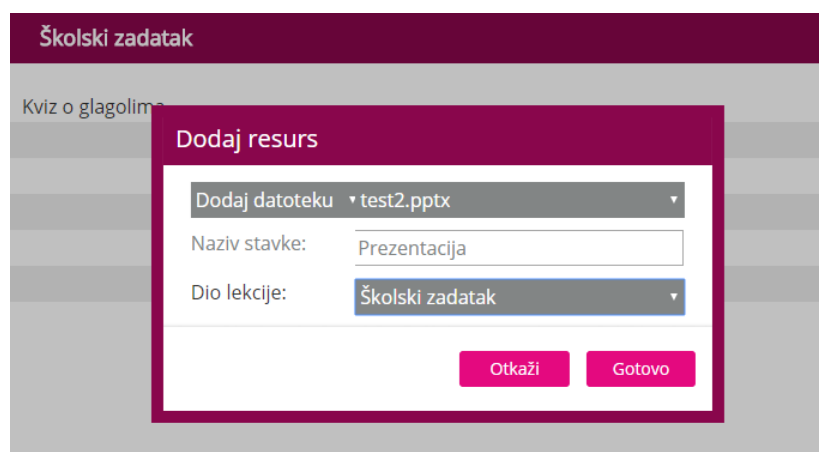 Školski zadatak
Kviz o glagolima
Dodaj resurs
Dodaj datoteku test2.pptx
Naziv stavke: Prezentacija
Dio lekcije: Školski zadatak
Otkaži Gotovo